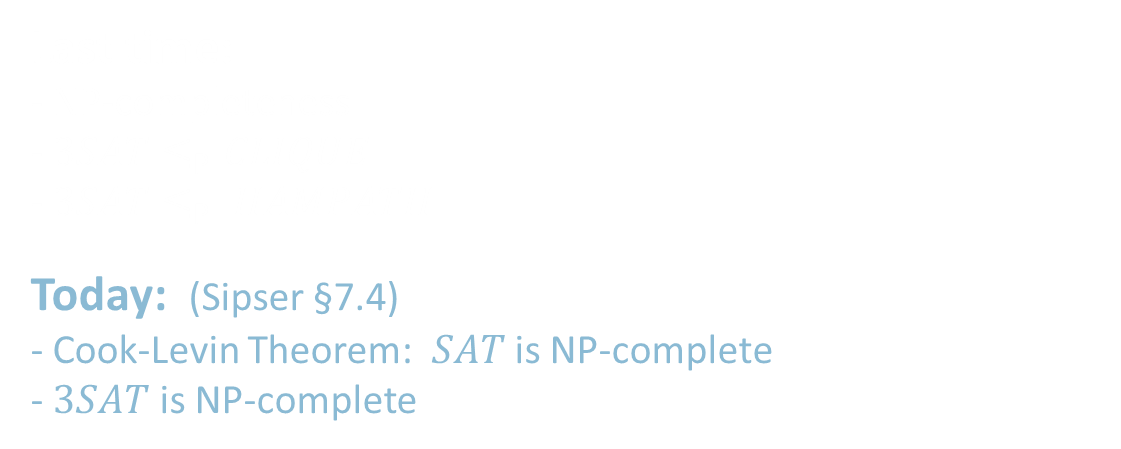 Today: (Sipser §7.4)
- Cook-Levin Theorem: SAT is NP-complete
- 3SAT is NP-complete